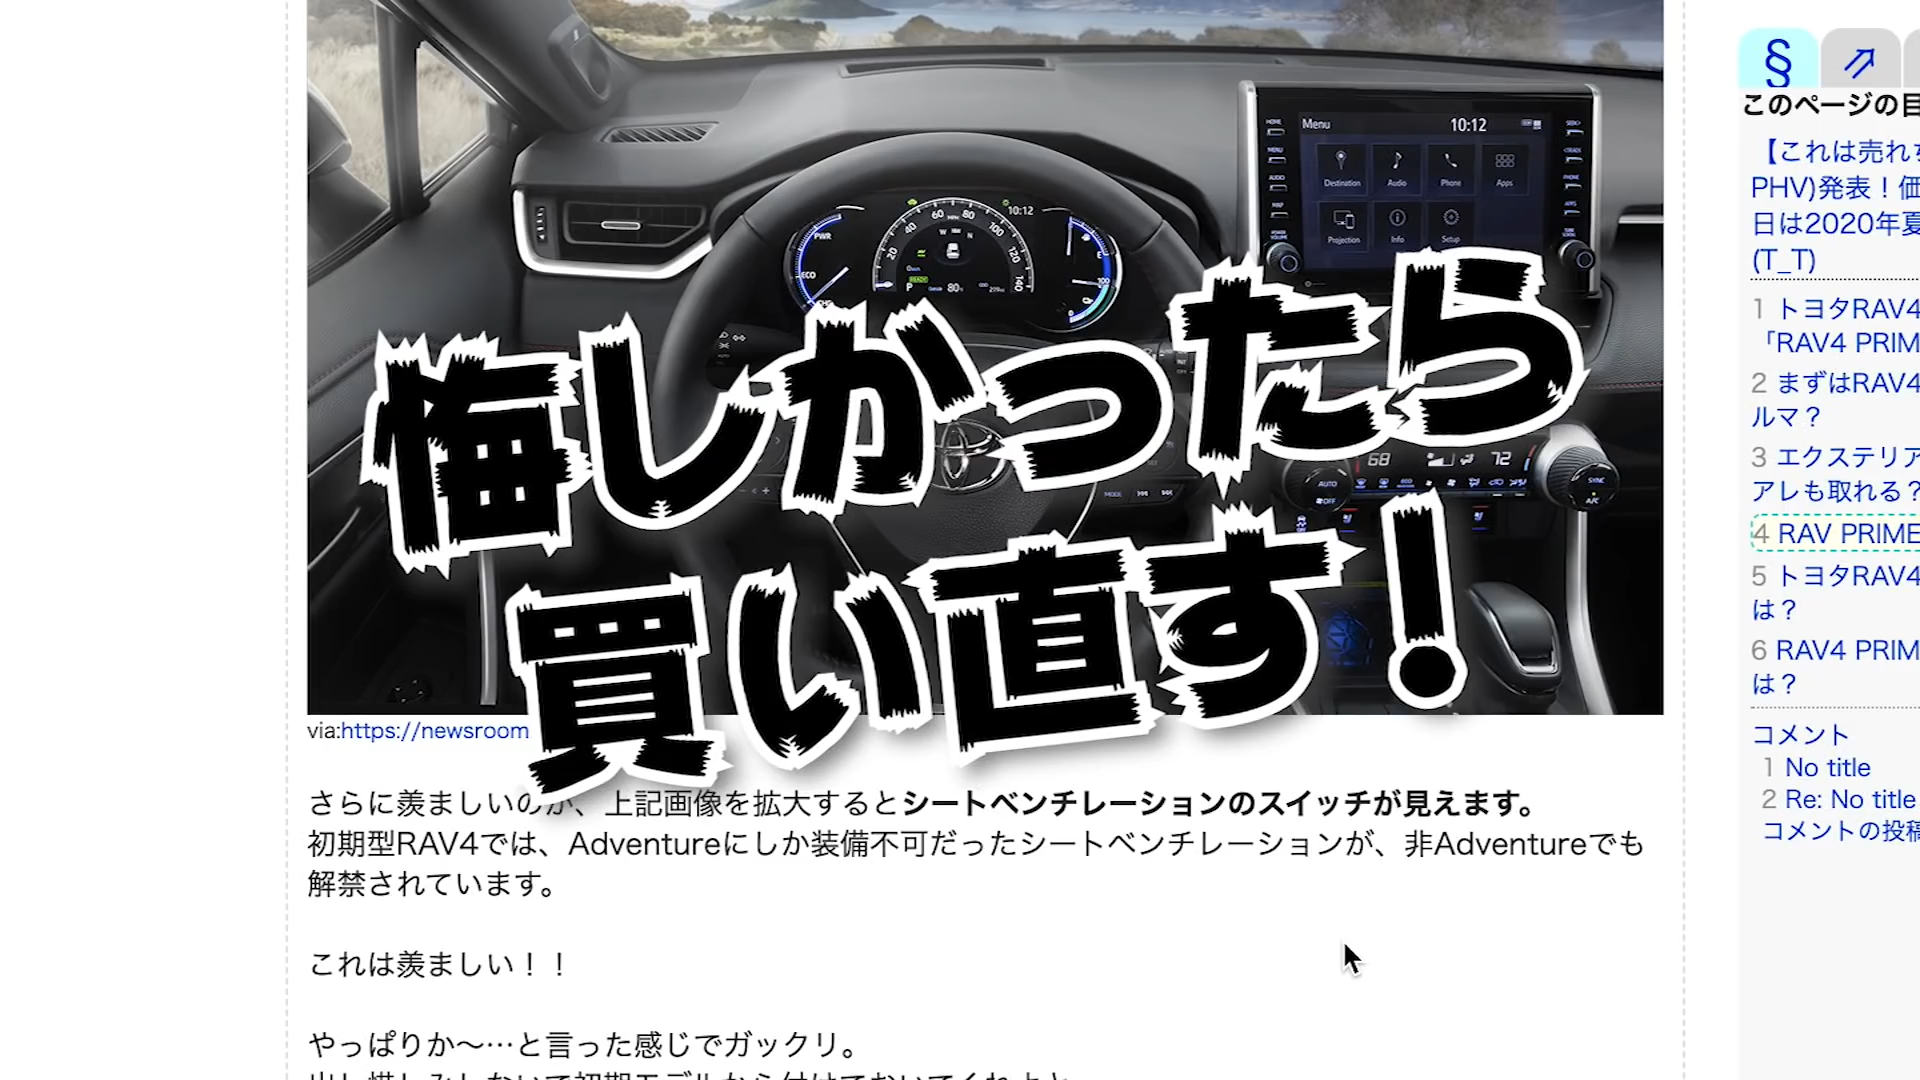 Menu 10:12
Destination Audio Phone Apps
Projection Info Setup
10:12
PWR
ECO
READY
68 72
AUTO
OFF
SYNC
A/C
MODE
悔しかったら
買い直す！
via:https://newsroom
さらに羨ましいのが、上記画像を拡大するとシートベンチレーションのスイッチが見えます。
初期型RAV4では、Adventureにしか装備不可だったシートベンチレーションが、非Adventureでも
解禁されています。
これは羨ましい！！
やっぱりか〜…と言った感じでガックリ。
§
このページの目
【これは売れち
PHV)発表！価
日は2020年夏
(T_T)
1 トヨタRAV4
「RAV4 PRIM
2 まずはRAV4
ルマ？
3 エクステリア
アレも取れる？
4 RAV PRIME
5 トヨタRAV4
は？
6 RAV4 PRIM
は？
コメント
1 No title
2 Re: No title
コメントの投稿